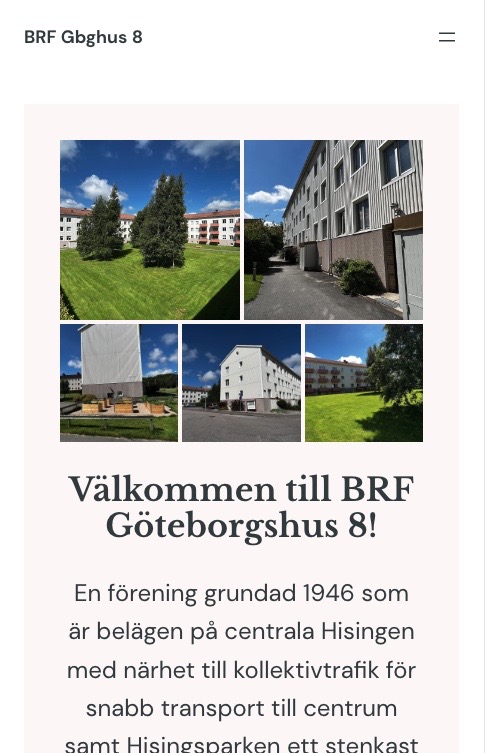 BRF Gbghus 8
Välkommen till BRF
Göteborgshus 8!
En förening grundad 1946 som
är belägen på centrala Hisingen
med närhet till kollektivtrafik för
snabb transport till centrum
samt Hisingsparken ett stenkast